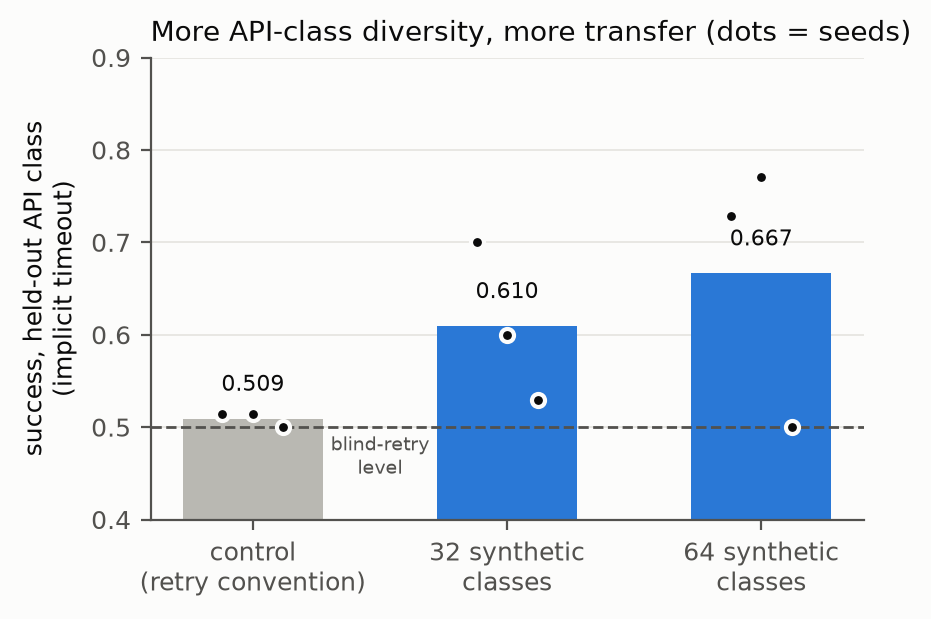 More API-class diversity, more transfer (dots = seeds)
success, held-out API class
(implicit timeout)
0.9
0.8
0.7
0.6
0.5
0.4
0.509
0.610
0.667
blind-retry
level
control
(retry convention)
32 synthetic
classes
64 synthetic
classes